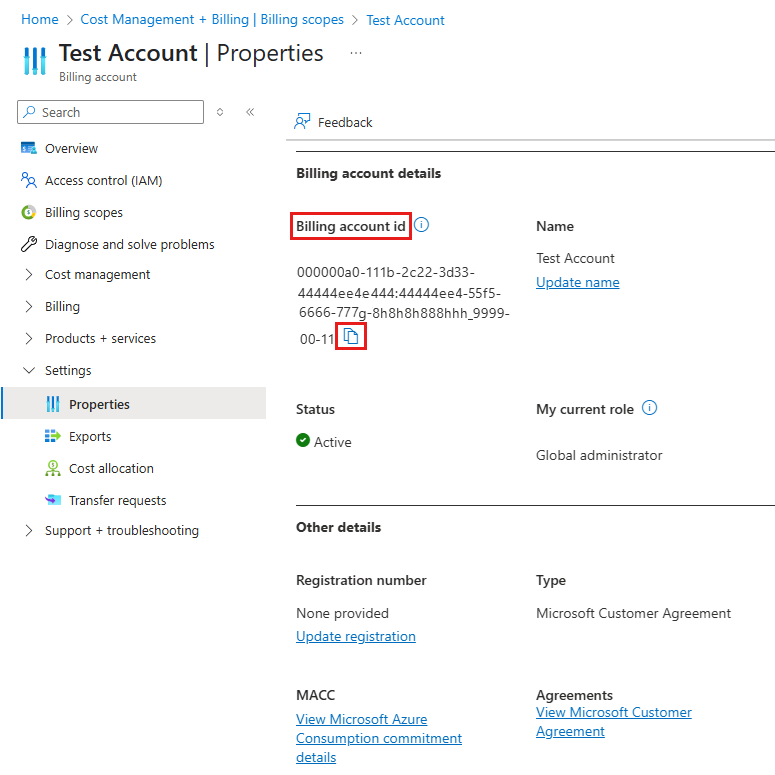 Home > Cost Management + Billing | Billing scopes > Test Account
Test Account | Properties ...
Billing account
Search
Overview
Access control (IAM)
Billing scopes
Diagnose and solve problems
Cost management
Billing
Products + services
Settings
Properties
Exports
Cost allocation
Transfer requests
Support + troubleshooting
Feedback
Billing account details
Billing account id
000000a0-111b-2c22-3d33-
44444ee4e444:44444ee4-55f5-
6666-777g-8h8h8h888hhh_9999-
00-11
Name
Test Account
Update name
Status
Active
My current role
Global administrator
Other details
Registration number
None provided
Update registration
Type
Microsoft Customer Agreement
MACC
View Microsoft Azure
Consumption commitment
details
Agreements
View Microsoft Customer
Agreement